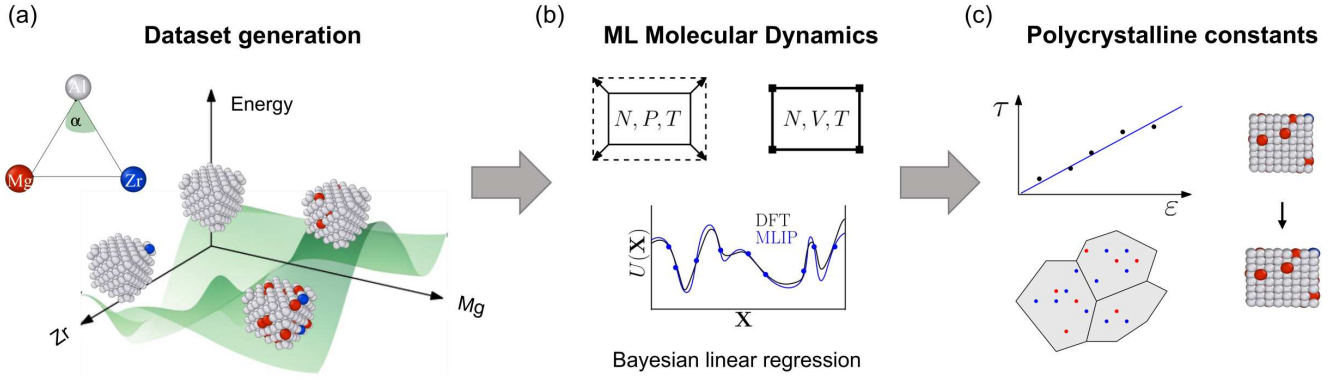 (a)
Dataset generation
Al
α
Mg
Zr
Energy
Mg
Zr
(b)
ML Molecular Dynamics
N, P, T
N, V, T
U(X)
DFT
MLIP
X
Bayesian linear regression
(c)
Polycrystalline constants
τ
ε